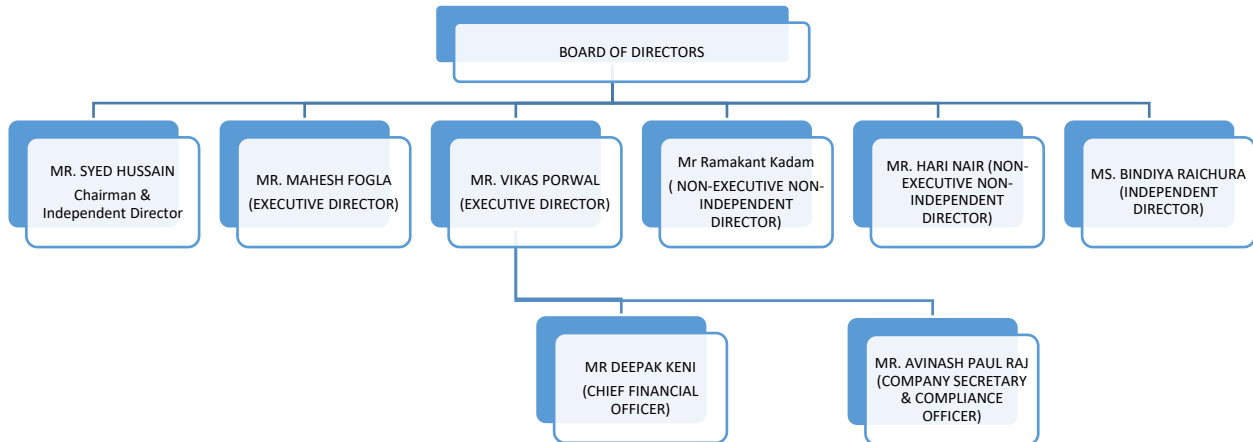 BOARD OF DIRECTORS
MR. SYED HUSSAIN
Chairman &
Independent Director
MR. MAHESH FOGLA
(EXECUTIVE DIRECTOR)
MR. VIKAS PORWAL
(EXECUTIVE DIRECTOR)
Mr Ramakant Kadam
( NON-EXECUTIVE NON-
INDEPENDENT
DIRECTOR)
MR. HARI NAIR (NON-
EXECUTIVE NON-
INDEPENDENT
DIRECTOR)
MS. BINDIYA RAICHURA
(INDEPENDENT
DIRECTOR)
MR DEEPAK KENI
(CHIEF FINANCIAL
OFFICER)
MR. AVINASH PAUL RAJ
(COMPANY SECRETARY
& COMPLIANCE
OFFICER)